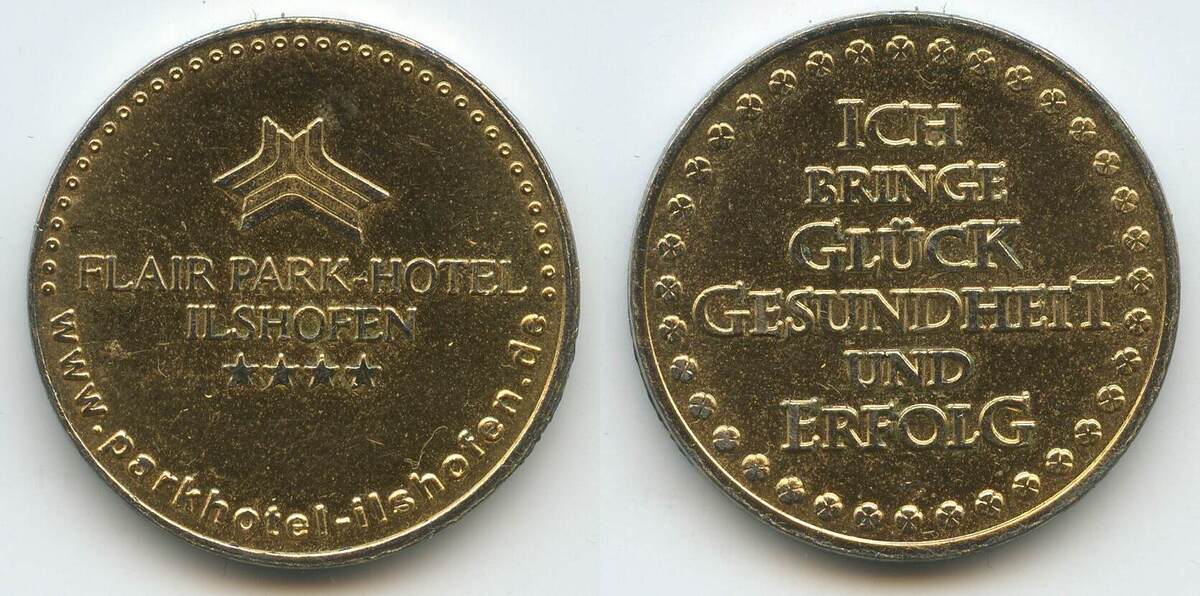 FLAIR PARK-HOTEL
ILSHOFEN
www.parkhotel-ilshofen.de
ICH
BRINGE
GLÜCK
GESUNDHEIT
UND
ERFOLG